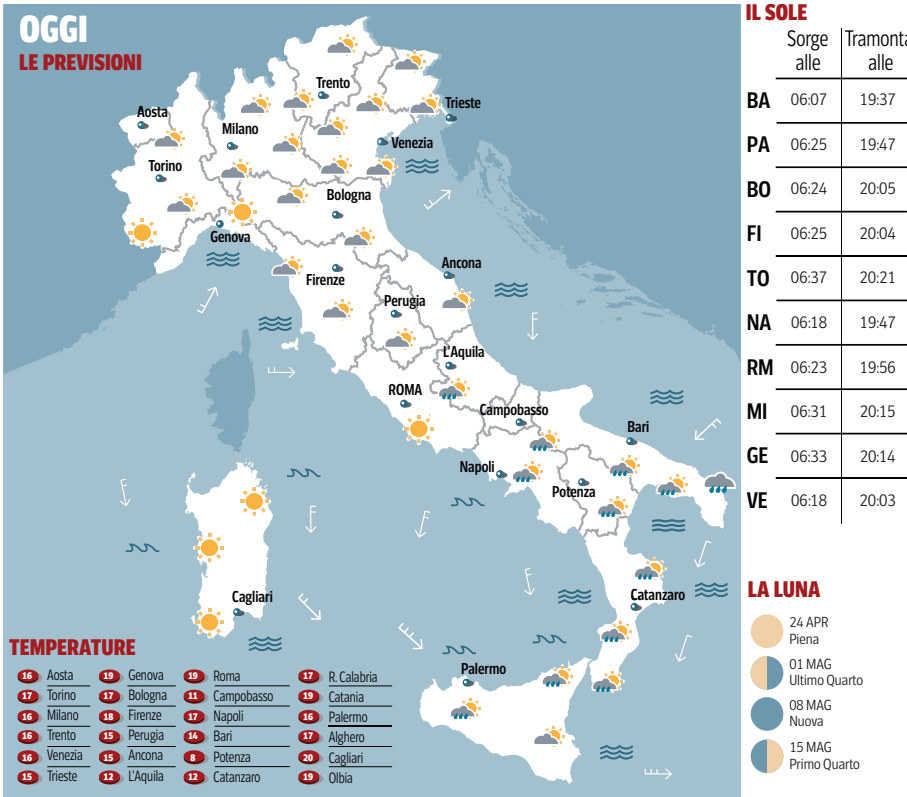 OGGI
LE PREVISIONI
Aosta
Trento
Trieste
Milano
Venezia
Torino
Bologna
Genova
Firenze
Ancona
Perugia
L'Aquila
ROMA
Campobasso
Bari
Napoli
Potenza
Cagliari
Catanzaro
Palermo
TEMPERATURE
16 Aosta
17 Torino
16 Milano
16 Trento
16 Venezia
15 Trieste
19 Genova
17 Bologna
18 Firenze
15 Perugia
15 Ancona
12 L'Aquila
19 Roma
11 Campobasso
17 Napoli
14 Bari
8 Potenza
12 Catanzaro
17 R. Calabria
19 Catania
16 Palermo
17 Alghero
20 Cagliari
19 Olbia
IL SOLE
Sorge alle Tramonta alle
BA 06:07 19:37
PA 06:25 19:47
BO 06:24 20:05
FI 06:25 20:04
TO 06:37 20:21
NA 06:18 19:47
RM 06:23 19:56
MI 06:31 20:15
GE 06:33 20:14
VE 06:18 20:03
LA LUNA
24 APR
Piena
01 MAG
Ultimo Quarto
08 MAG
Nuova
15 MAG
Primo Quarto